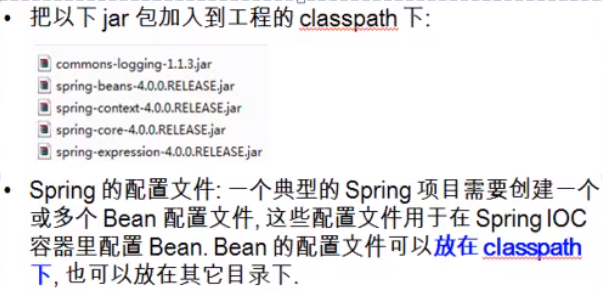 • 把以下 jar 包加入到工程的 classpath 下:
commons-logging-1.1.3.jar
spring-beans-4.0.0.RELEASE.jar
spring-context-4.0.0.RELEASE.jar
spring-core-4.0.0.RELEASE.jar
spring-expression-4.0.0.RELEASE.jar
• Spring 的配置文件: 一个典型的 Spring 项目需要创建一个
或多个 Bean 配置文件, 这些配置文件用于在 Spring IOC
容器里配置 Bean. Bean 的配置文件可以放在 classpath
下, 也可以放在其它目录下.